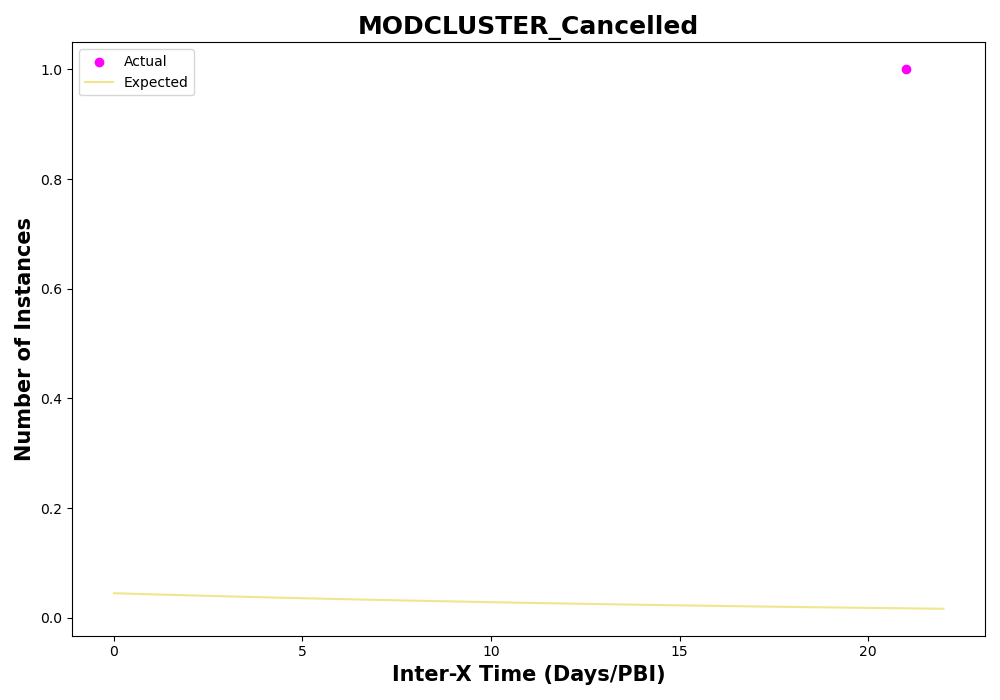 MODCLUSTER_Cancelled
Actual
Expected
Number of Instances
1.0
0.8
0.6
0.4
0.2
0.0
0 5 10 15 20
Inter-X Time (Days/PBI)